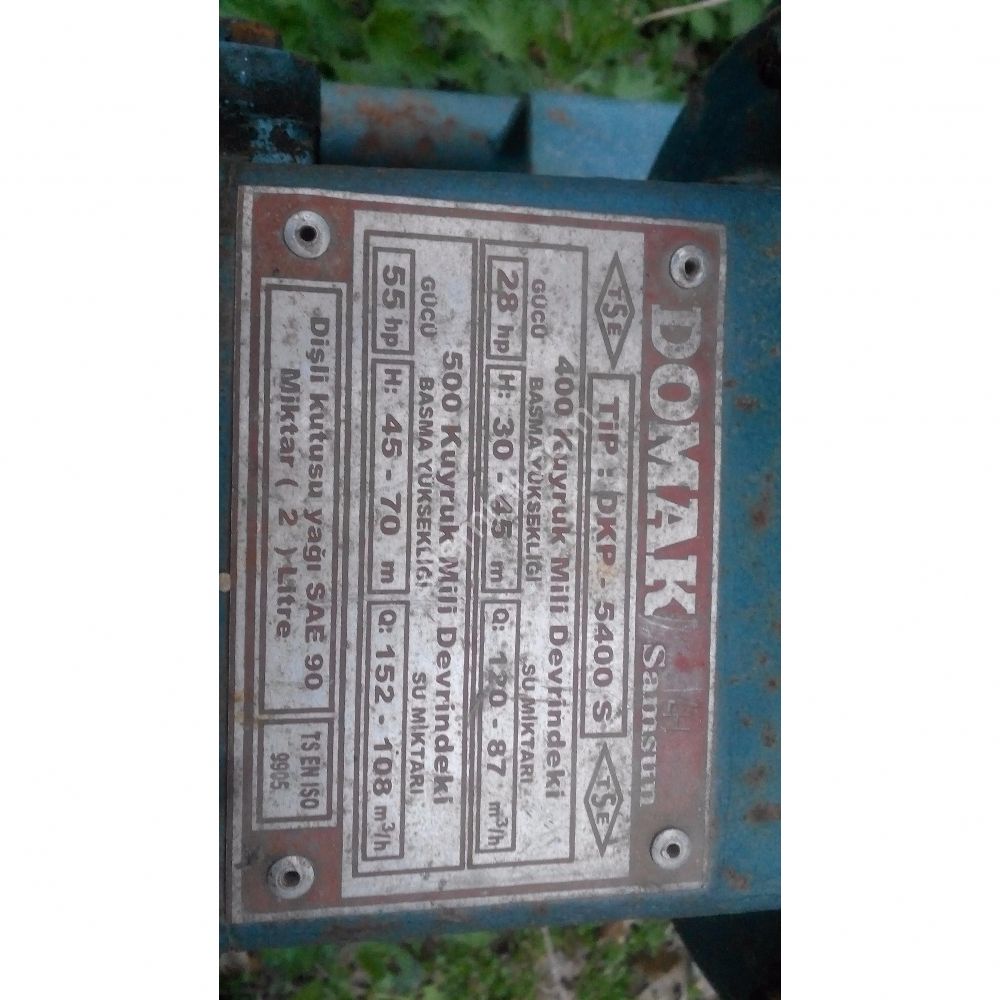 DOMAK Samsun
TSE TİP : DKP - 5400 S TSE
400 Kuyruk Mili Devrindeki
GÜCÜ BASMA YÜKSEKLİĞİ SU MİKTARI
28 hp H: 30 - 45 m Q: 120 - 87 m³/h
500 Kuyruk Mili Devrindeki
GÜCÜ BASMA YÜKSEKLİĞİ SU MİKTARI
55 hp H: 45 - 70 m Q: 152 - 108 m³/h
Dişli kutusu yağı SAE 90
Miktar ( 2 ) Litre
TS EN ISO
9905